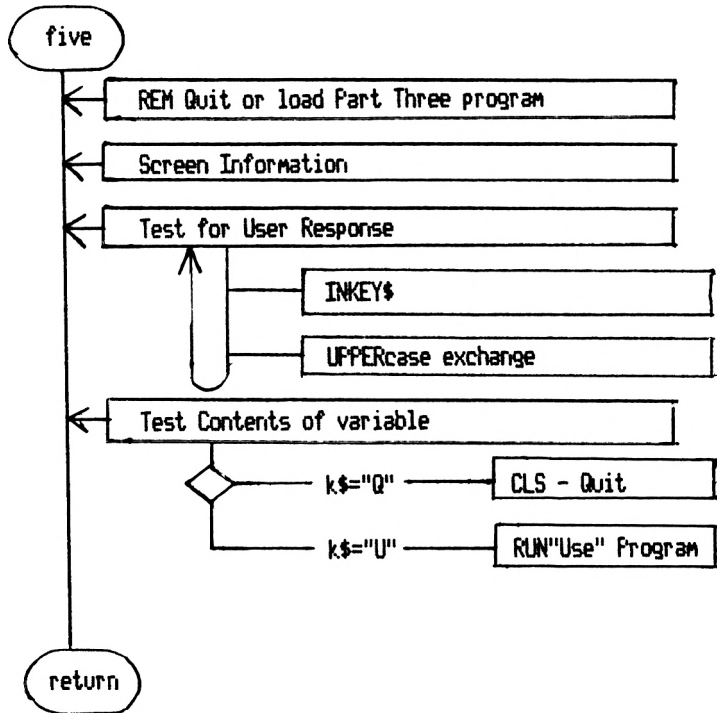 five
REM Quit or load Part Three program
Screen Information
Test for User Response
INKEY$
UPPERcase exchange
Test Contents of variable
k$="Q"
CLS - Quit
k$="U"
RUN"Use" Program
return